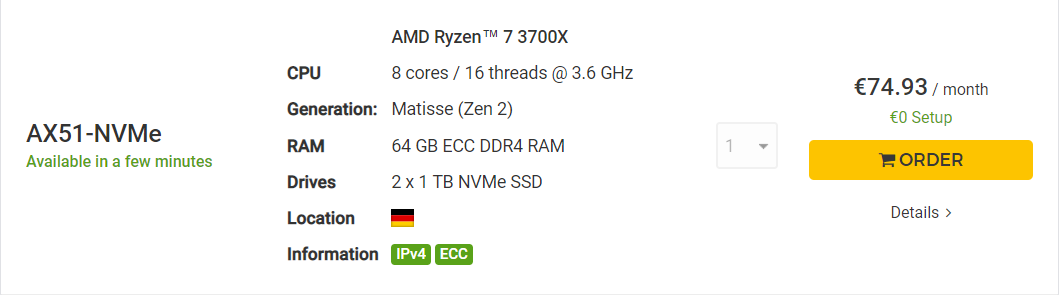 AX51-NVMe
Available in a few minutes
AMD Ryzen™ 7 3700X
CPU 8 cores / 16 threads @ 3.6 GHz
Generation: Matisse (Zen 2)
RAM 64 GB ECC DDR4 RAM
Drives 2 x 1 TB NVMe SSD
Location
Information IPv4 ECC
1
€74.93 / month
€0 Setup
ORDER
Details >